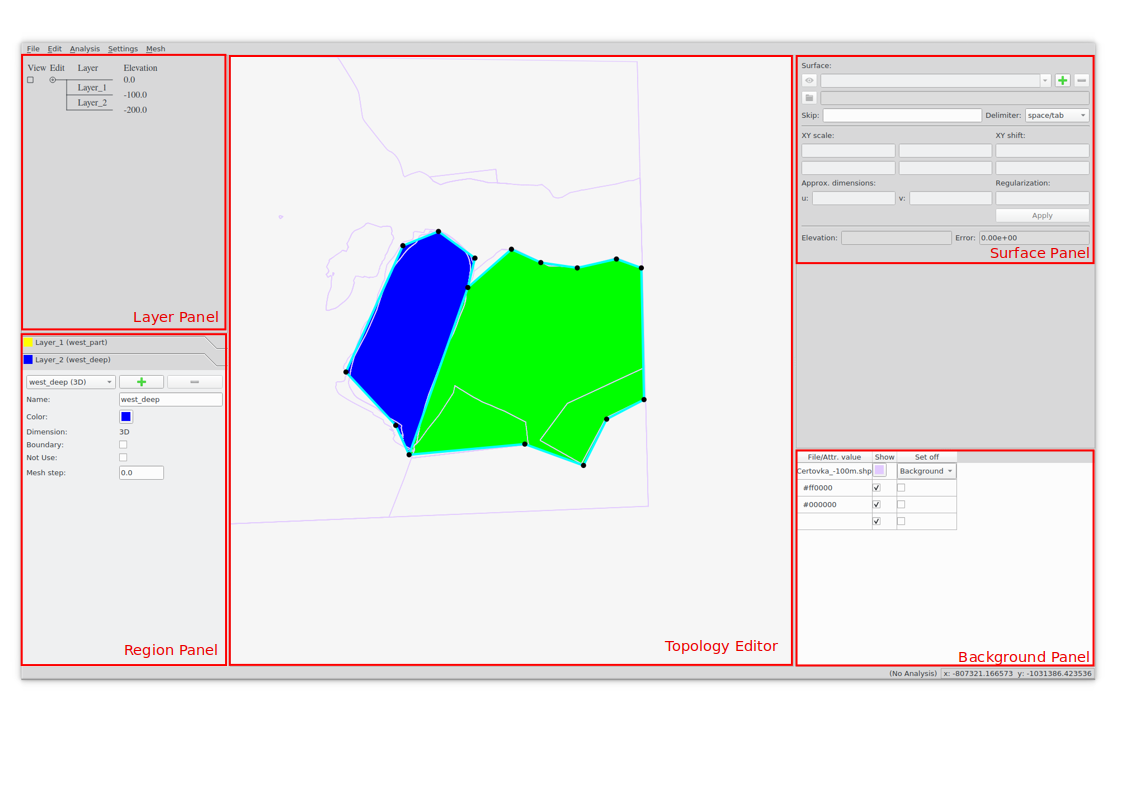 File Edit Analysis Settings Mesh
View Edit Layer Elevation
0.0
Layer_1
-100.0
Layer_2
-200.0
Layer Panel
Layer_1 (west_part)
Layer_2 (west_deep)
west_deep (3D)
Name: west_deep
Color:
Dimension: 3D
Boundary:
Not Use:
Mesh step: 0.0
Region Panel
Topology Editor
Surface:
Skip: Delimiter: space/tab
XY scale: XY shift:
Approx. dimensions: Regularization:
u: v:
Apply
Elevation: Error: 0.00e+00
Surface Panel
File/Attr. value Show Set off
Certovka_-100m.shp Background
#ff0000
#000000
Background Panel
(No Analysis) x: -807321.166573 y: -1031386.423536